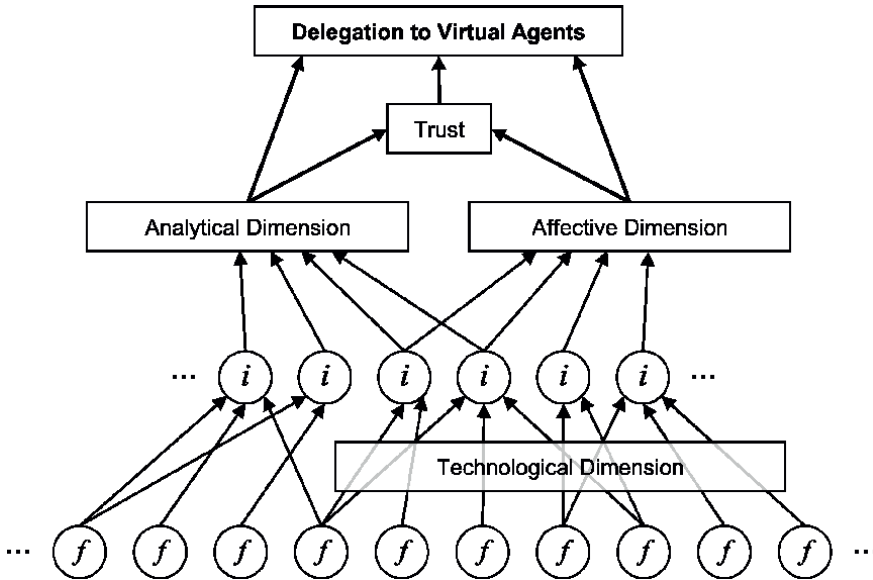 Delegation to Virtual Agents
Trust
Analytical Dimension Affective Dimension
... i i i i i i ...
Technological Dimension
... f f f f f f f f f f ...